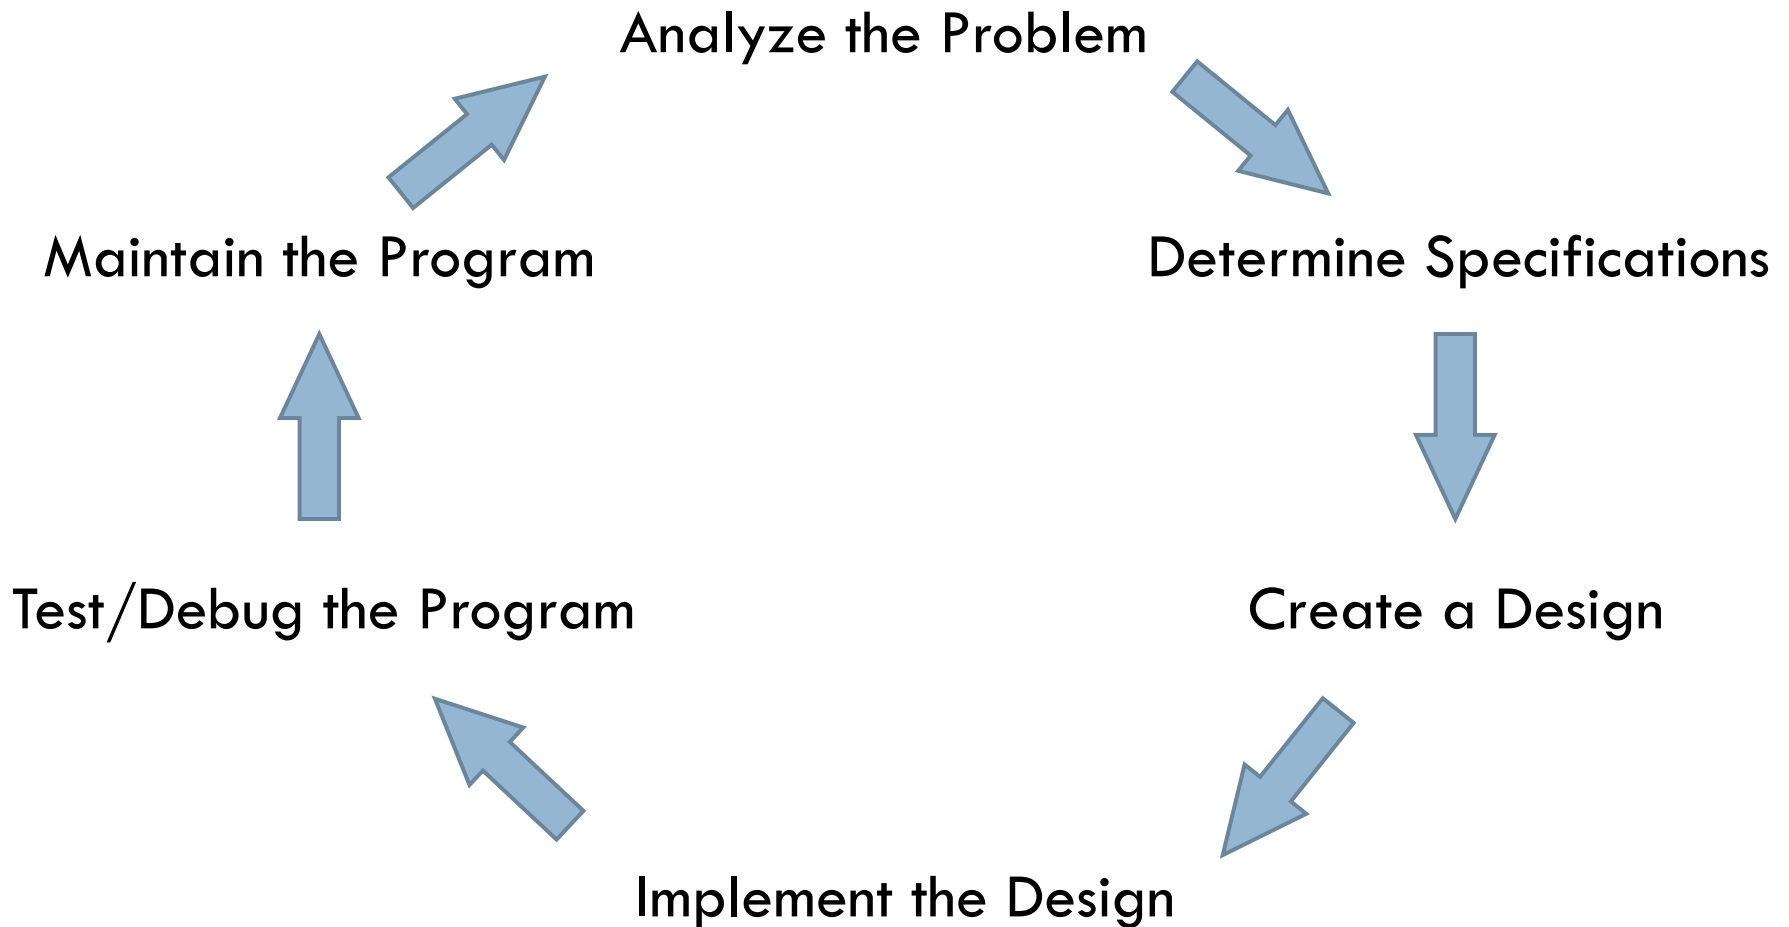 Analyze the Problem
Maintain the Program
Determine Specifications
Test/Debug the Program
Create a Design
Implement the Design